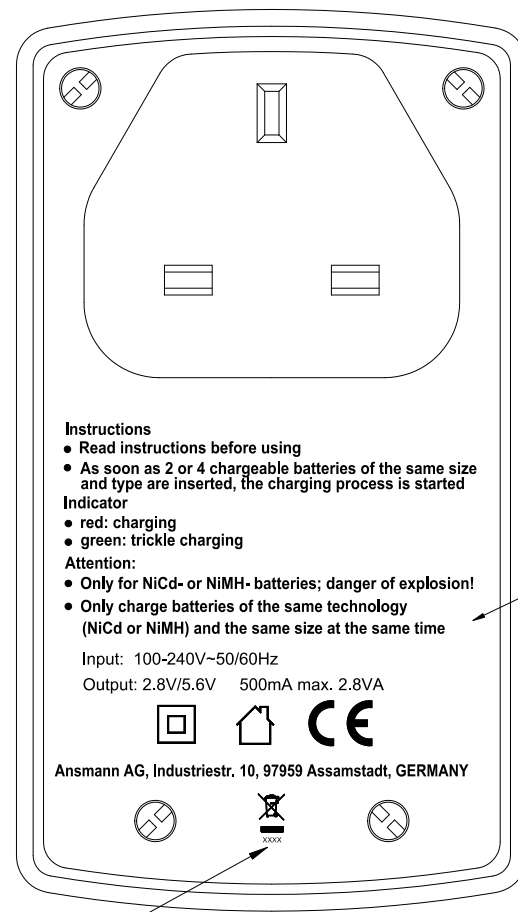 Instructions
● Read instructions before using
● As soon as 2 or 4 chargeable batteries of the same size
and type are inserted, the charging process is started
Indicator
● red: charging
● green: trickle charging
Attention:
● Only for NiCd- or NiMH- batteries; danger of explosion!
● Only charge batteries of the same technology
(NiCd or NiMH) and the same size at the same time
Input: 100-240V~50/60Hz
Output: 2.8V/5.6V 500mA max. 2.8VA
CE
Ansmann AG, Industriestr. 10, 97959 Assamstadt, GERMANY
xxxx